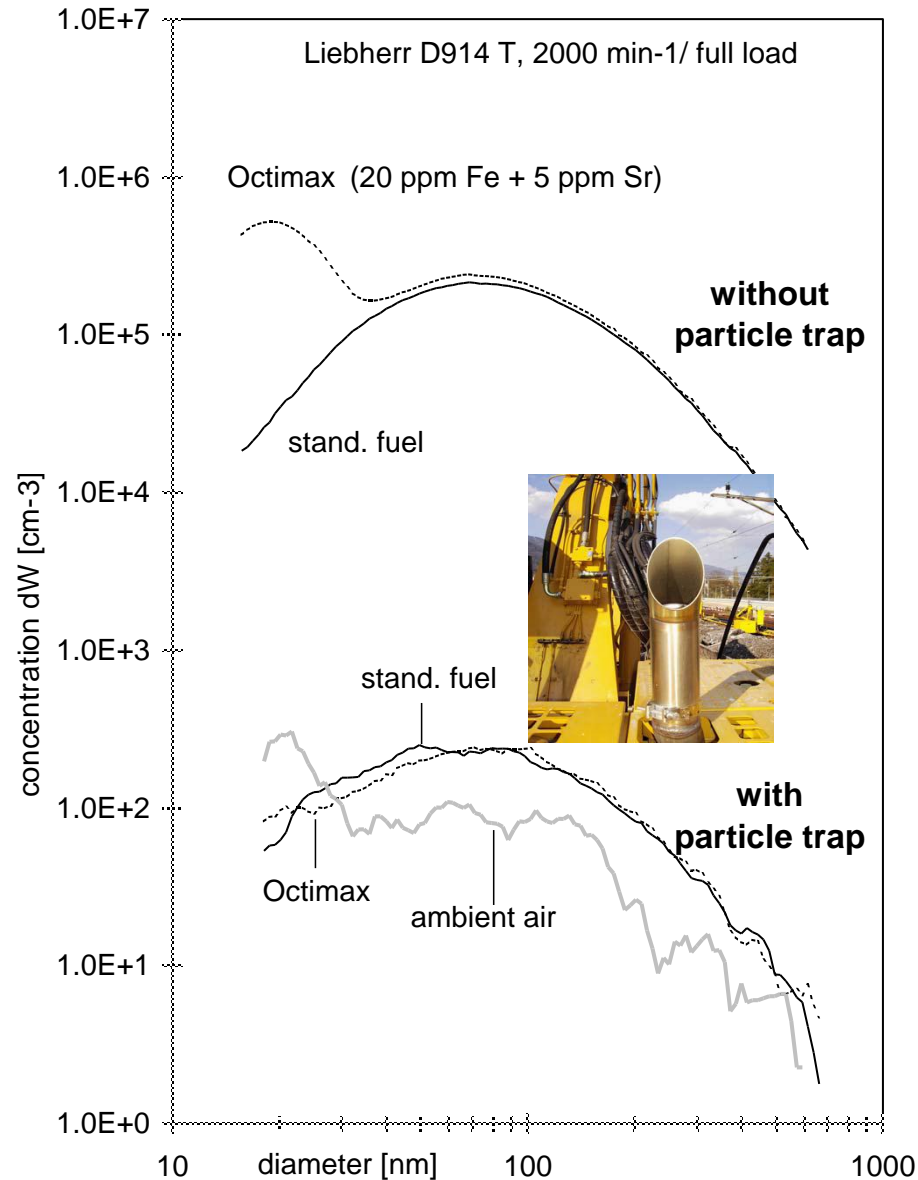 1.0E+7
Liebherr D914 T, 2000 min-1/ full load
1.0E+6
Octimax (20 ppm Fe + 5 ppm Sr)
without
particle trap
1.0E+5
stand. fuel
1.0E+4
concentration dW [cm-3]
1.0E+3
stand. fuel
1.0E+2
with
particle trap
Octimax
ambient air
1.0E+1
1.0E+0
10
diameter [nm]
100
1000